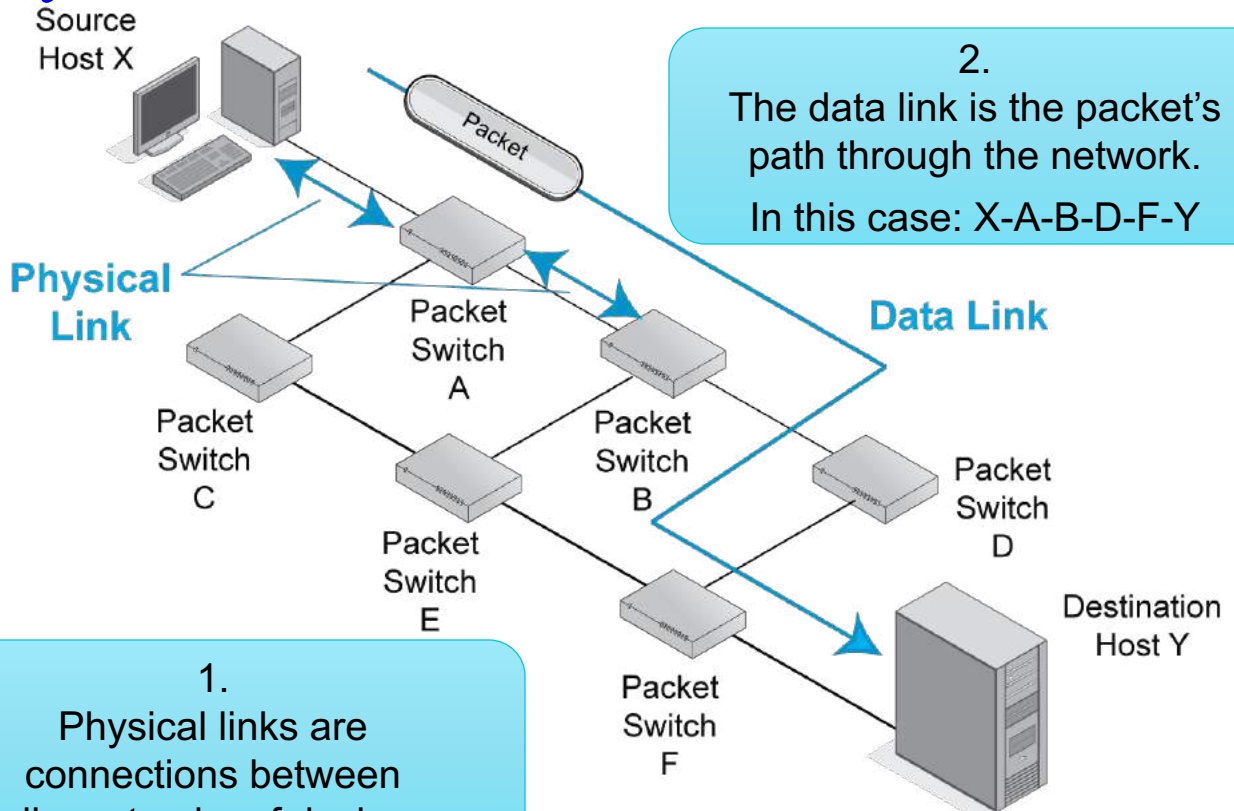 Source
Host X
Packet
2.
The data link is the packet’s
path through the network.
In this case: X-A-B-D-F-Y
Physical
Link
Packet
Switch
A
Data Link
Packet
Switch
C
Packet
Switch
B
Packet
Switch
D
Packet
Switch
E
Destination
Host Y
Packet
Switch
F
1.
Physical links are
connections between